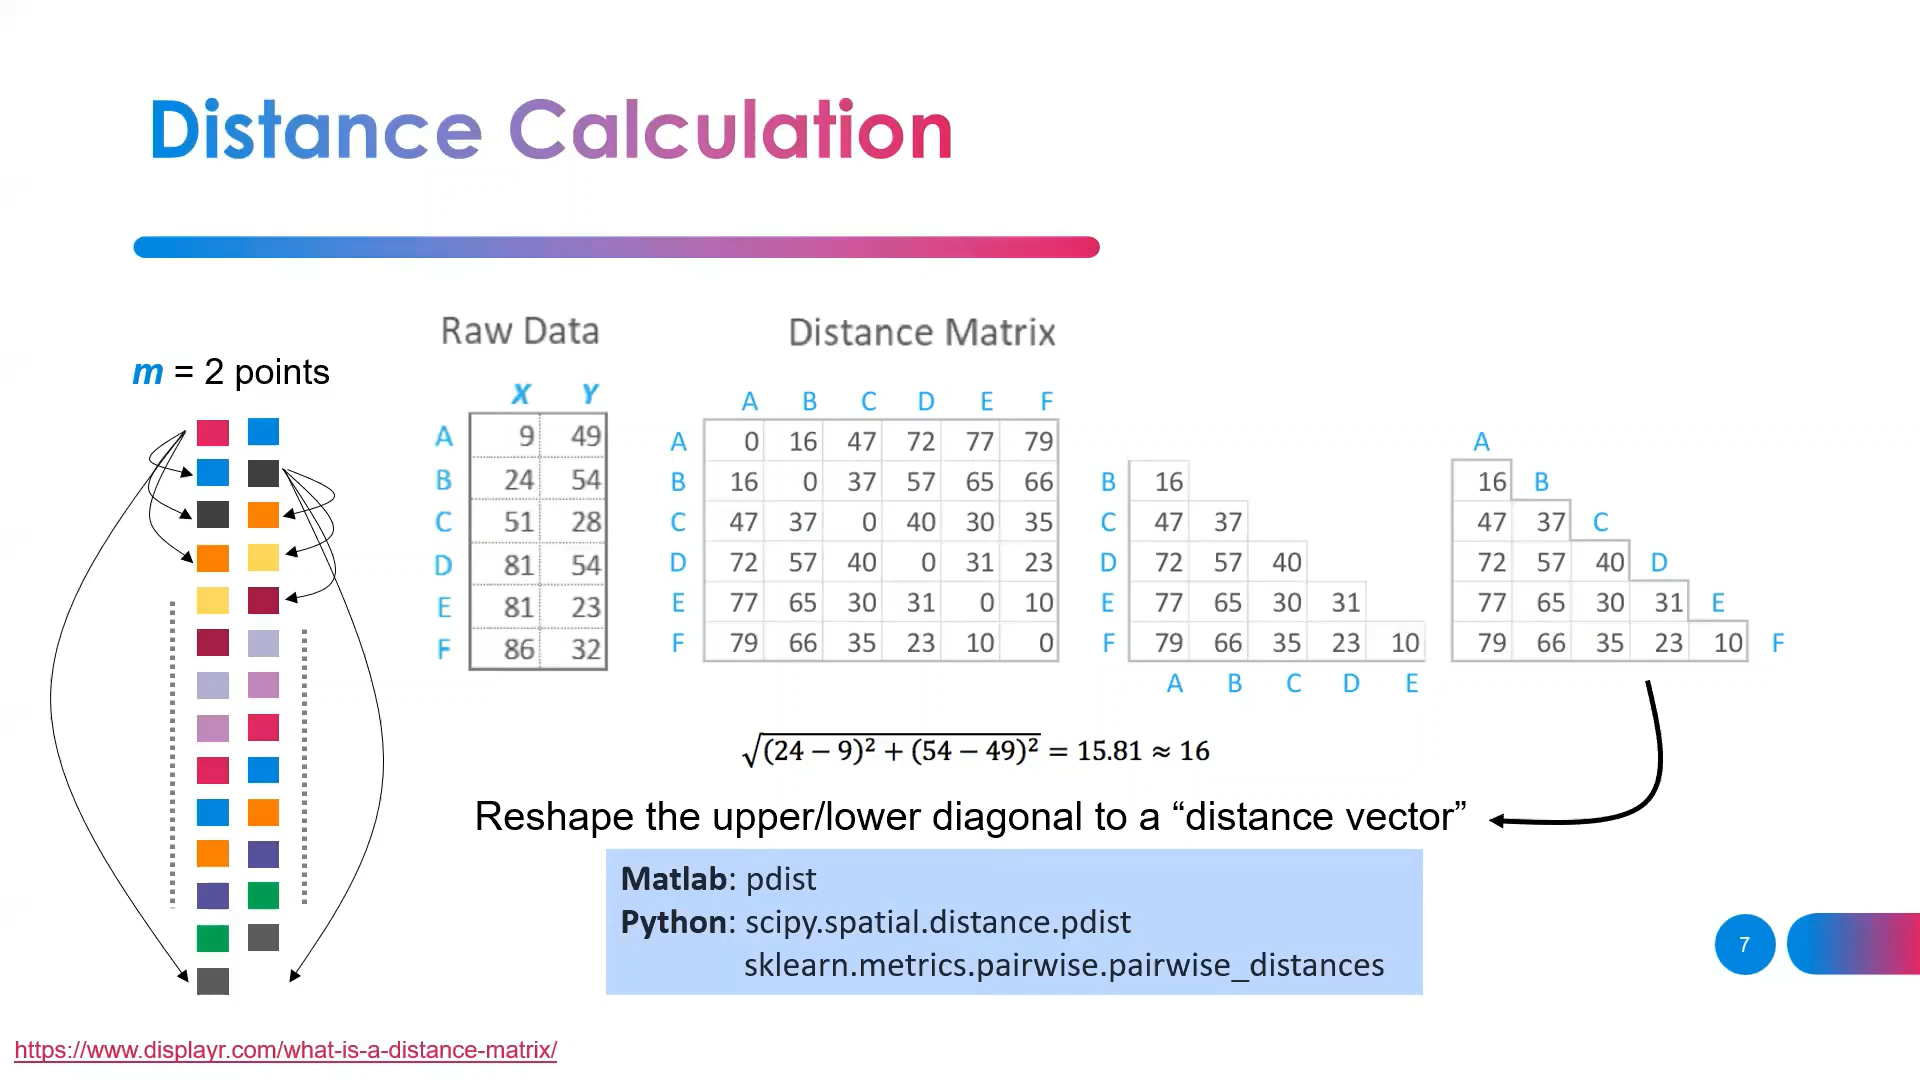 Distance Calculation
m = 2 points
Raw Data
X Y
A 9 49
B 24 54
C 51 28
D 81 54
E 81 23
F 86 32
Distance Matrix
A B C D E F
A 0 16 47 72 77 79
B 16 0 37 57 65 66
C 47 37 0 40 30 35
D 72 57 40 0 31 23
E 77 65 30 31 0 10
F 79 66 35 23 10 0
B 16
C 47 37
D 72 57 40
E 77 65 30 31
F 79 66 35 23 10
A B C D E
A
16 B
47 37 C
72 57 40 D
77 65 30 31 E
79 66 35 23 10 F
√(24 − 9)² + (54 − 49)² = 15.81 ≈ 16
Reshape the upper/lower diagonal to a “distance vector”
Matlab: pdist
Python: scipy.spatial.distance.pdist
sklearn.metrics.pairwise.pairwise_distances
7
https://www.displayr.com/what-is-a-distance-matrix/